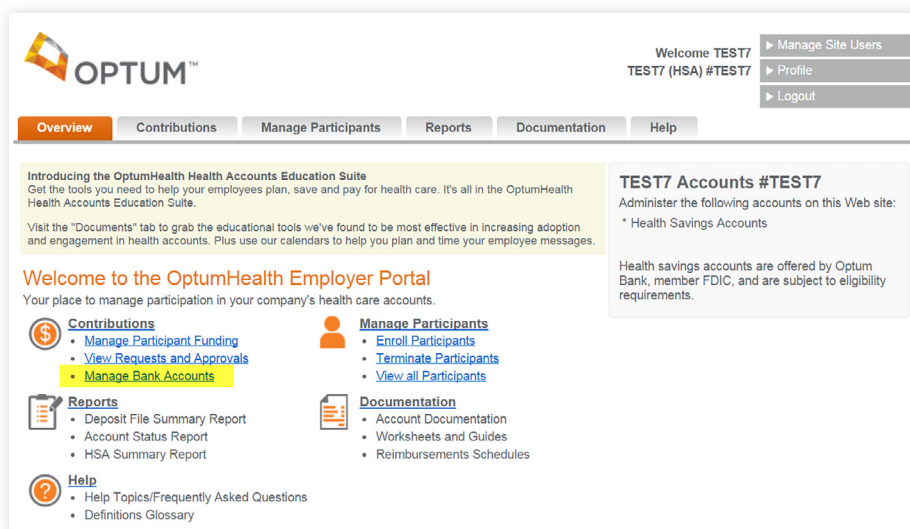 OPTUM™
Welcome TEST7
TEST7 (HSA) #TEST7
Manage Site Users
Profile
Logout
Overview
Contributions
Manage Participants
Reports
Documentation
Help
Introducing the OptumHealth Health Accounts Education Suite
Get the tools you need to help your employees plan, save and pay for health care. It's all in the OptumHealth
Health Accounts Education Suite.
Visit the "Documents" tab to grab the educational tools we've found to be most effective in increasing adoption
and engagement in health accounts. Plus use our calendars to help you plan and time your employee messages.
TEST7 Accounts #TEST7
Administer the following accounts on this Web site:
* Health Savings Accounts
Health savings accounts are offered by Optum
Bank, member FDIC, and are subject to eligibility
requirements.
Welcome to the OptumHealth Employer Portal
Your place to manage participation in your company's health care accounts.
Contributions
• Manage Participant Funding
• View Requests and Approvals
• Manage Bank Accounts
Manage Participants
• Enroll Participants
• Terminate Participants
• View all Participants
Reports
• Deposit File Summary Report
• Account Status Report
• HSA Summary Report
Documentation
• Account Documentation
• Worksheets and Guides
• Reimbursements Schedules
Help
• Help Topics/Frequently Asked Questions
• Definitions Glossary